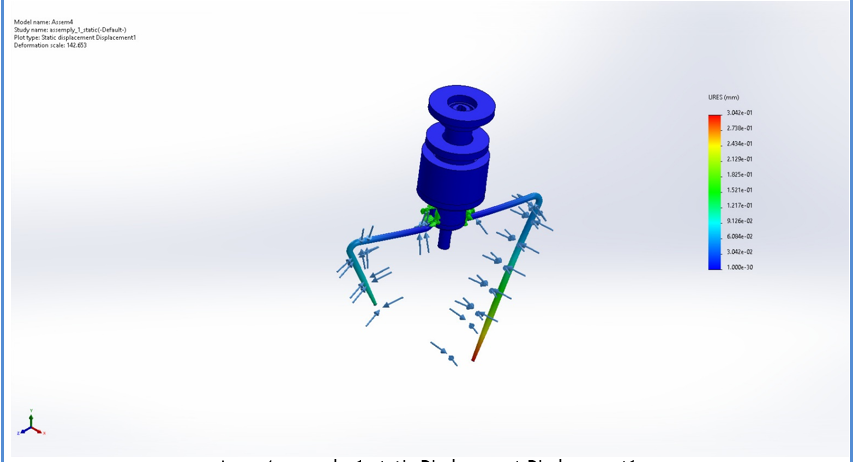 Model name: Assem4
Study name: assemply_1_static(-Default-)
Plot type: Static displacement Displacement1
Deformation scale: 142.653
URES (mm)
3.042e-01
2.738e-01
2.434e-01
2.129e-01
1.825e-01
1.521e-01
1.217e-01
9.126e-02
6.084e-02
3.042e-02
1.000e-30
Y
Z
X